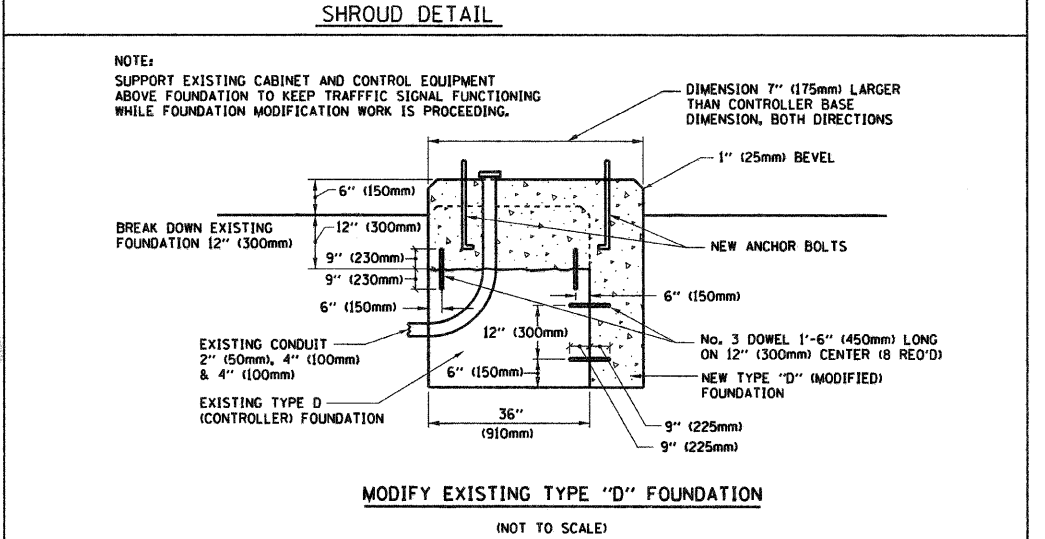 SHROUD DETAIL
NOTE:
SUPPORT EXISTING CABINET AND CONTROL EQUIPMENT
ABOVE FOUNDATION TO KEEP TRAFFFIC SIGNAL FUNCTIONING
WHILE FOUNDATION MODIFICATION WORK IS PROCEEDING.
DIMENSION 7" (175mm) LARGER
THAN CONTROLLER BASE
DIMENSION, BOTH DIRECTIONS
1" (25mm) BEVEL
6" (150mm)
BREAK DOWN EXISTING
FOUNDATION 12" (300mm)
12" (300mm)
NEW ANCHOR BOLTS
9" (230mm)
9" (230mm)
6" (150mm)
6" (150mm)
12" (300mm)
EXISTING CONDUIT
2" (50mm), 4" (100mm)
& 4" (100mm)
No. 3 DOWEL 1'-6" (450mm) LONG
ON 12" (300mm) CENTER (8 REQ'D)
6" (150mm)
NEW TYPE "D" (MODIFIED)
FOUNDATION
EXISTING TYPE D
(CONTROLLER) FOUNDATION
36"
(910mm)
9" (225mm)
9" (225mm)
MODIFY EXISTING TYPE "D" FOUNDATION
(NOT TO SCALE)